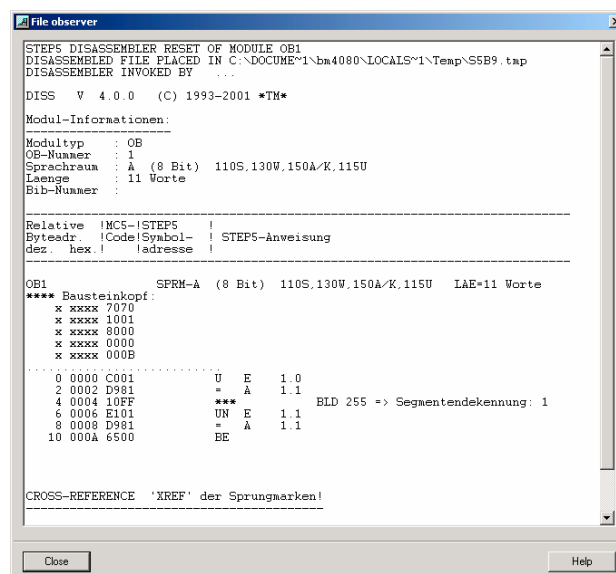 File observer
STEP5 DISASSEMBLER RESET OF MODULE OB1
DISASSEMBLED FILE PLACED IN C:\DOCUME~1\bm4080\LOCALS~1\Temp\S5B9.tmp
DISASSEMBLER INVOKED BY ...
DISS V 4.0.0 (C) 1993-2001 *TM*
Modul-Informationen:
--------------------
Modultyp : OB
OB-Nummer : 1
Sprachraum : A (8 Bit) 110S,130W,150A/K,115U
Laenge : 11 Worte
Bib-Nummer :
Relative !MC5-!STEP5 !
Byteadr. !Code!Symbol- ! STEP5-Anweisung
dez. hex.! !adresse !
OB1 SPRM-A (8 Bit) 110S,130W,150A/K,115U LAE=11 Worte
**** Bausteinkopf:
x xxxx 7070
x xxxx 1001
x xxxx 8000
x xxxx 0000
x xxxx 000B
0 0000 C001 U E 1.0
2 0002 D981 = A 1.1
4 0004 10FF *** BLD 255 => Segmentendekennung: 1
6 0006 E101 UN E 1.1
8 0008 D981 = A 1.1
10 000A 6500 BE
CROSS-REFERENCE 'XREF' der Sprungmarken!
Close
Help